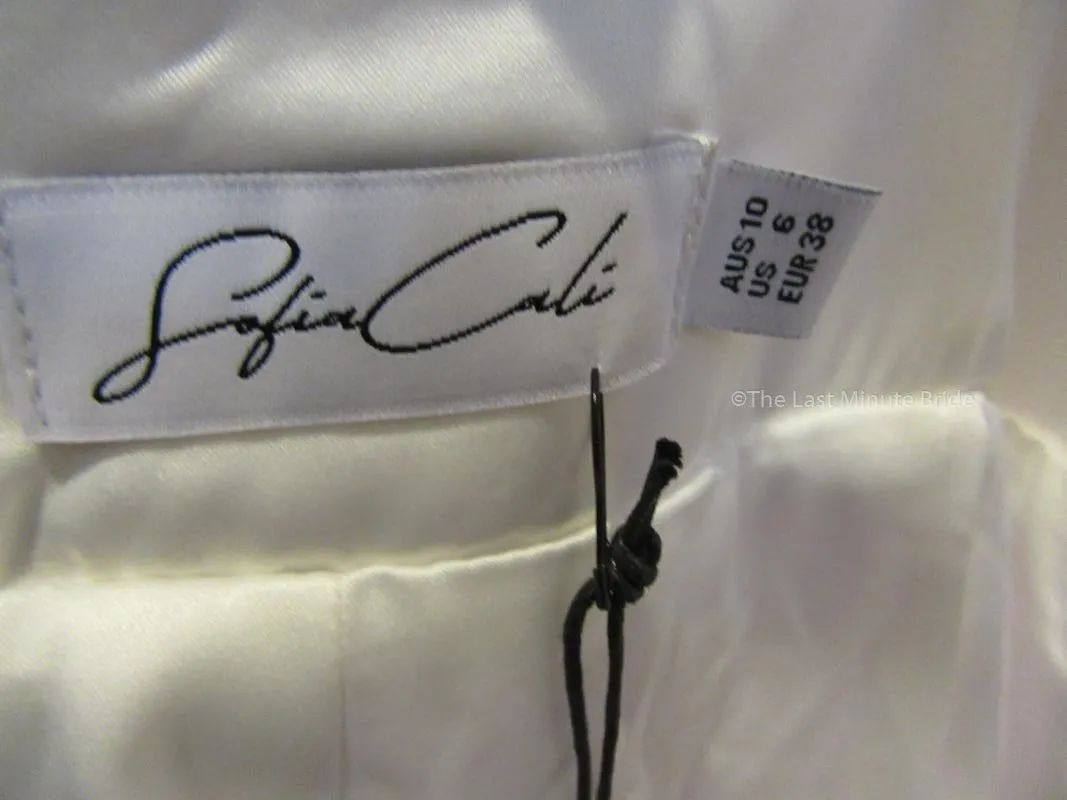 Sofia Cali
AUS 10
US 6
EUR 38
©The Last Minute Bride